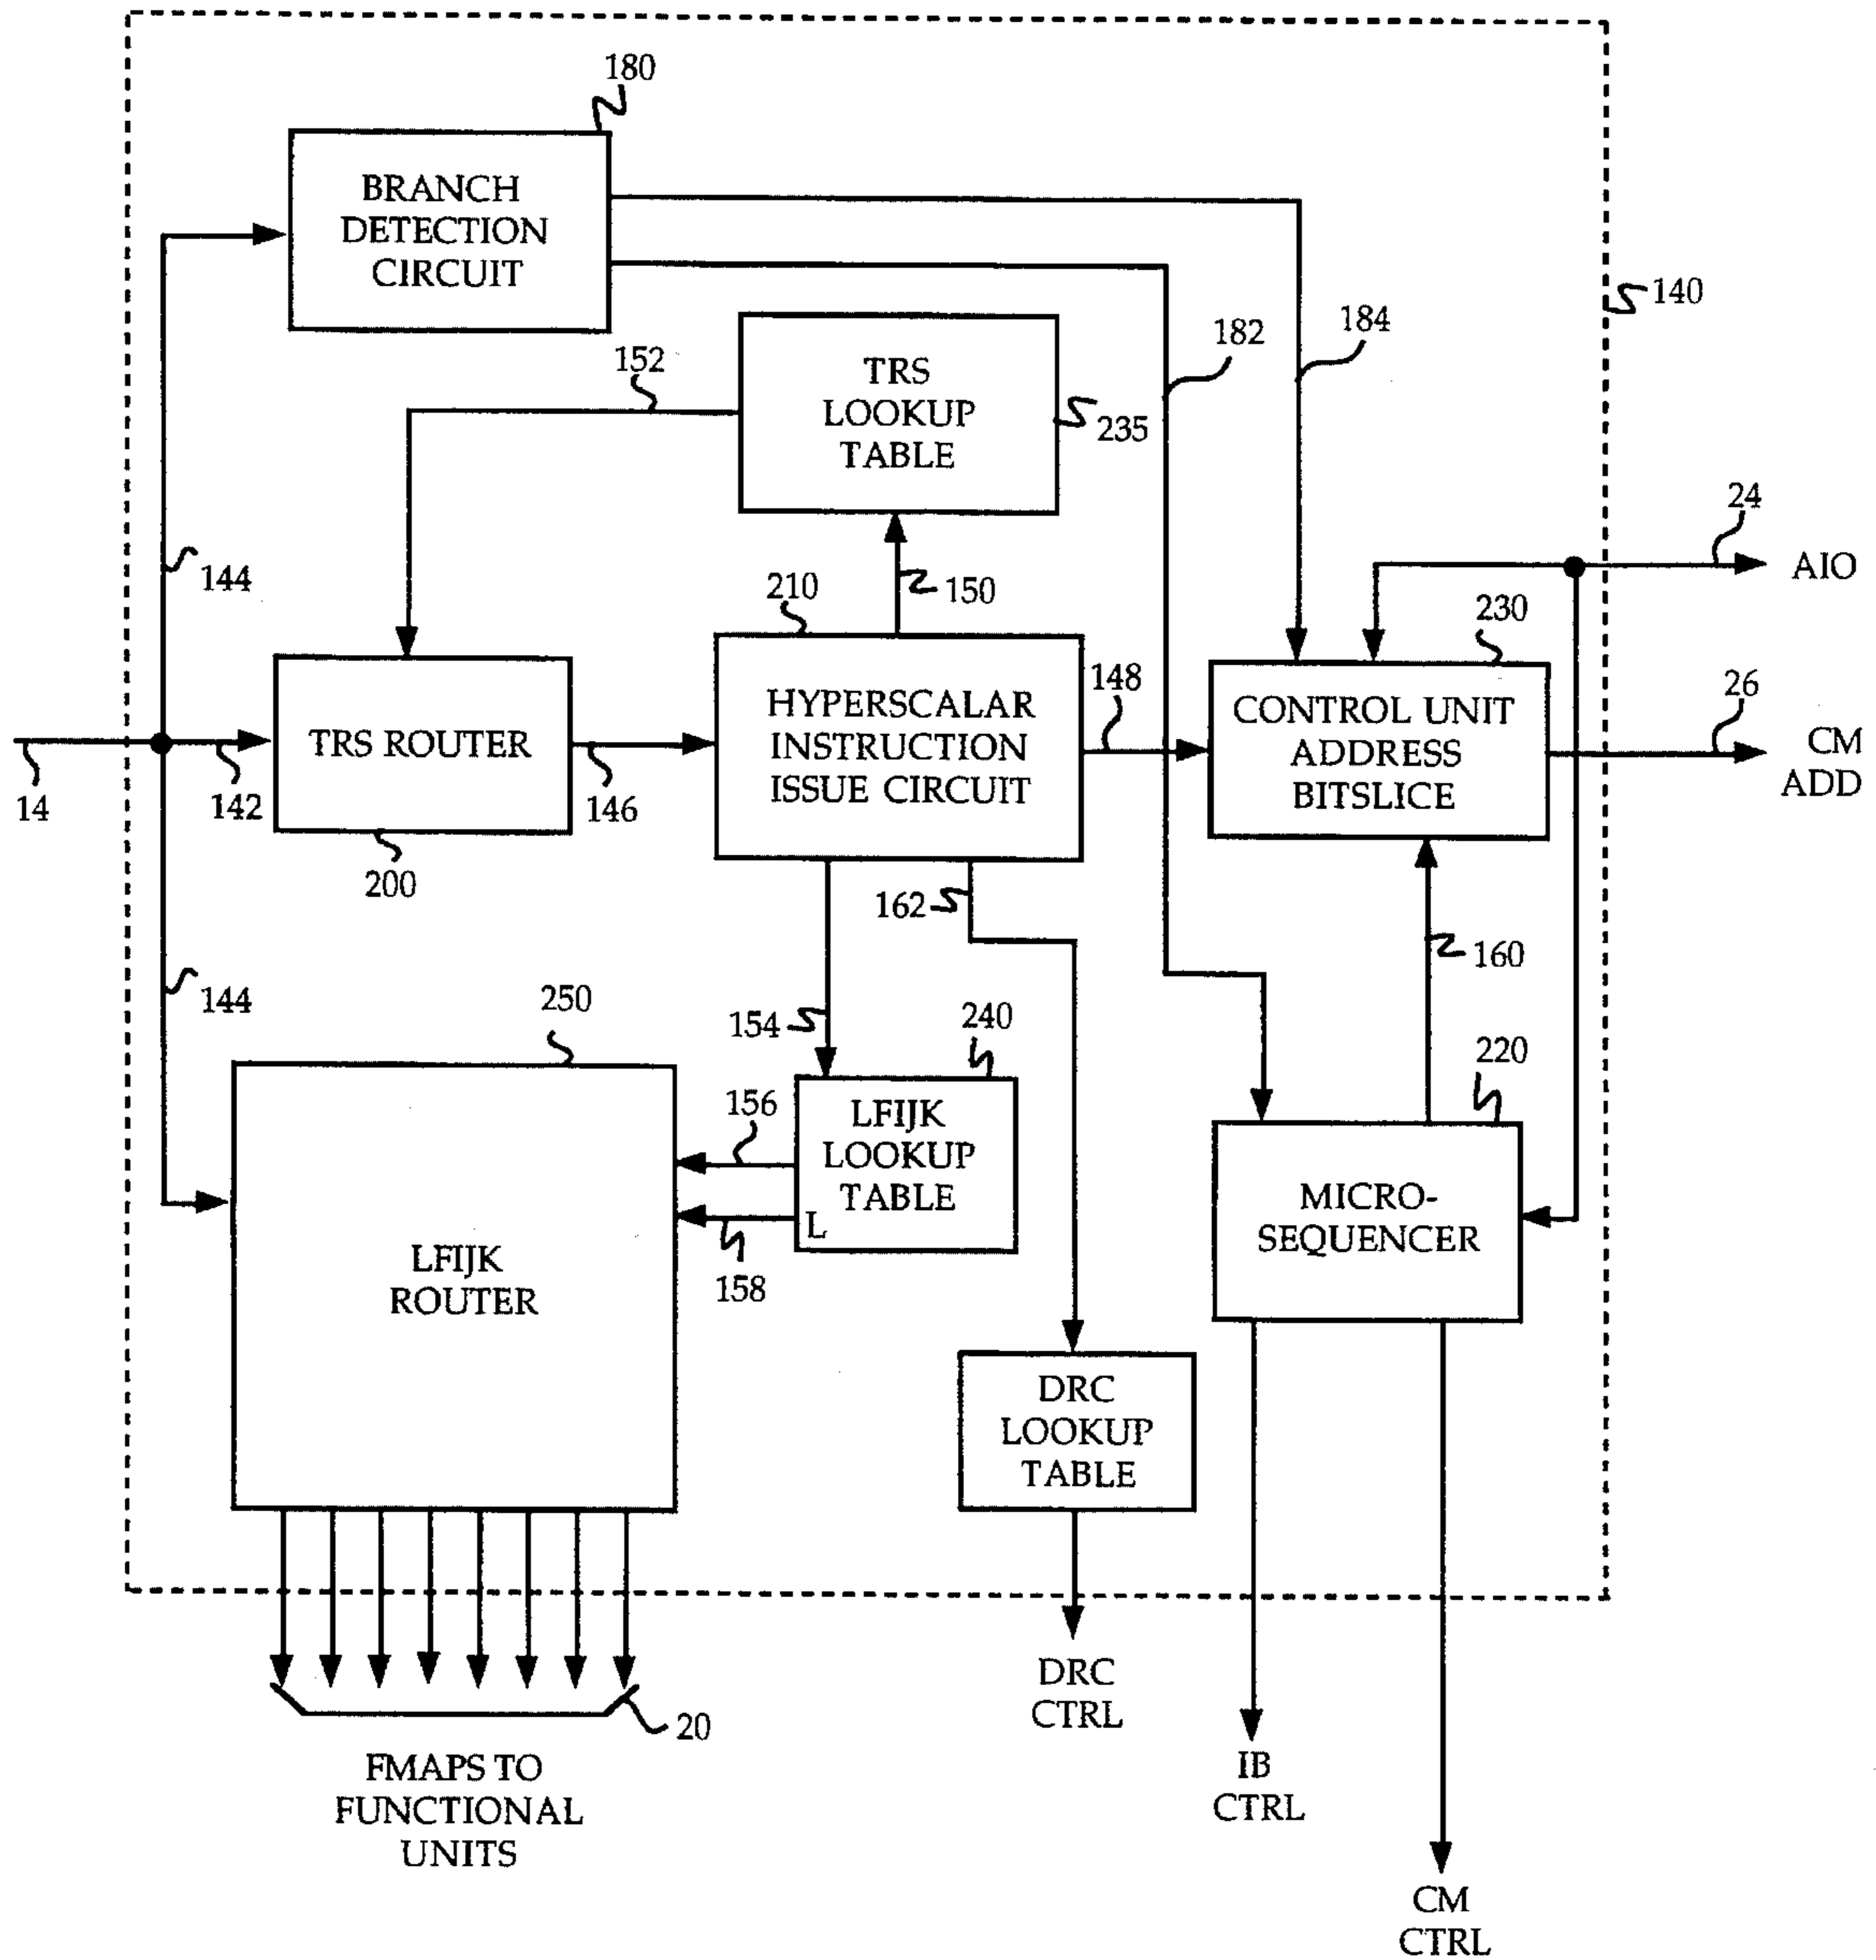 180
BRANCH
DETECTION
CIRCUIT
140
182
184
152
TRS
LOOKUP
TABLE
235
24
AIO
144
210
150
230
148
26
TRS ROUTER
HYPERSCALAR
INSTRUCTION
ISSUE CIRCUIT
CONTROL UNIT
ADDRESS
BITSLICE
CM
ADD
14
142
146
200
162
160
144
250
154
240
220
156
LFIJK
LOOKUP
TABLE
L
MICRO-
SEQUENCER
LFIJK
ROUTER
158
DRC
LOOKUP
TABLE
20
DRC
CTRL
FMAPS TO
FUNCTIONAL
UNITS
IB
CTRL
CM
CTRL